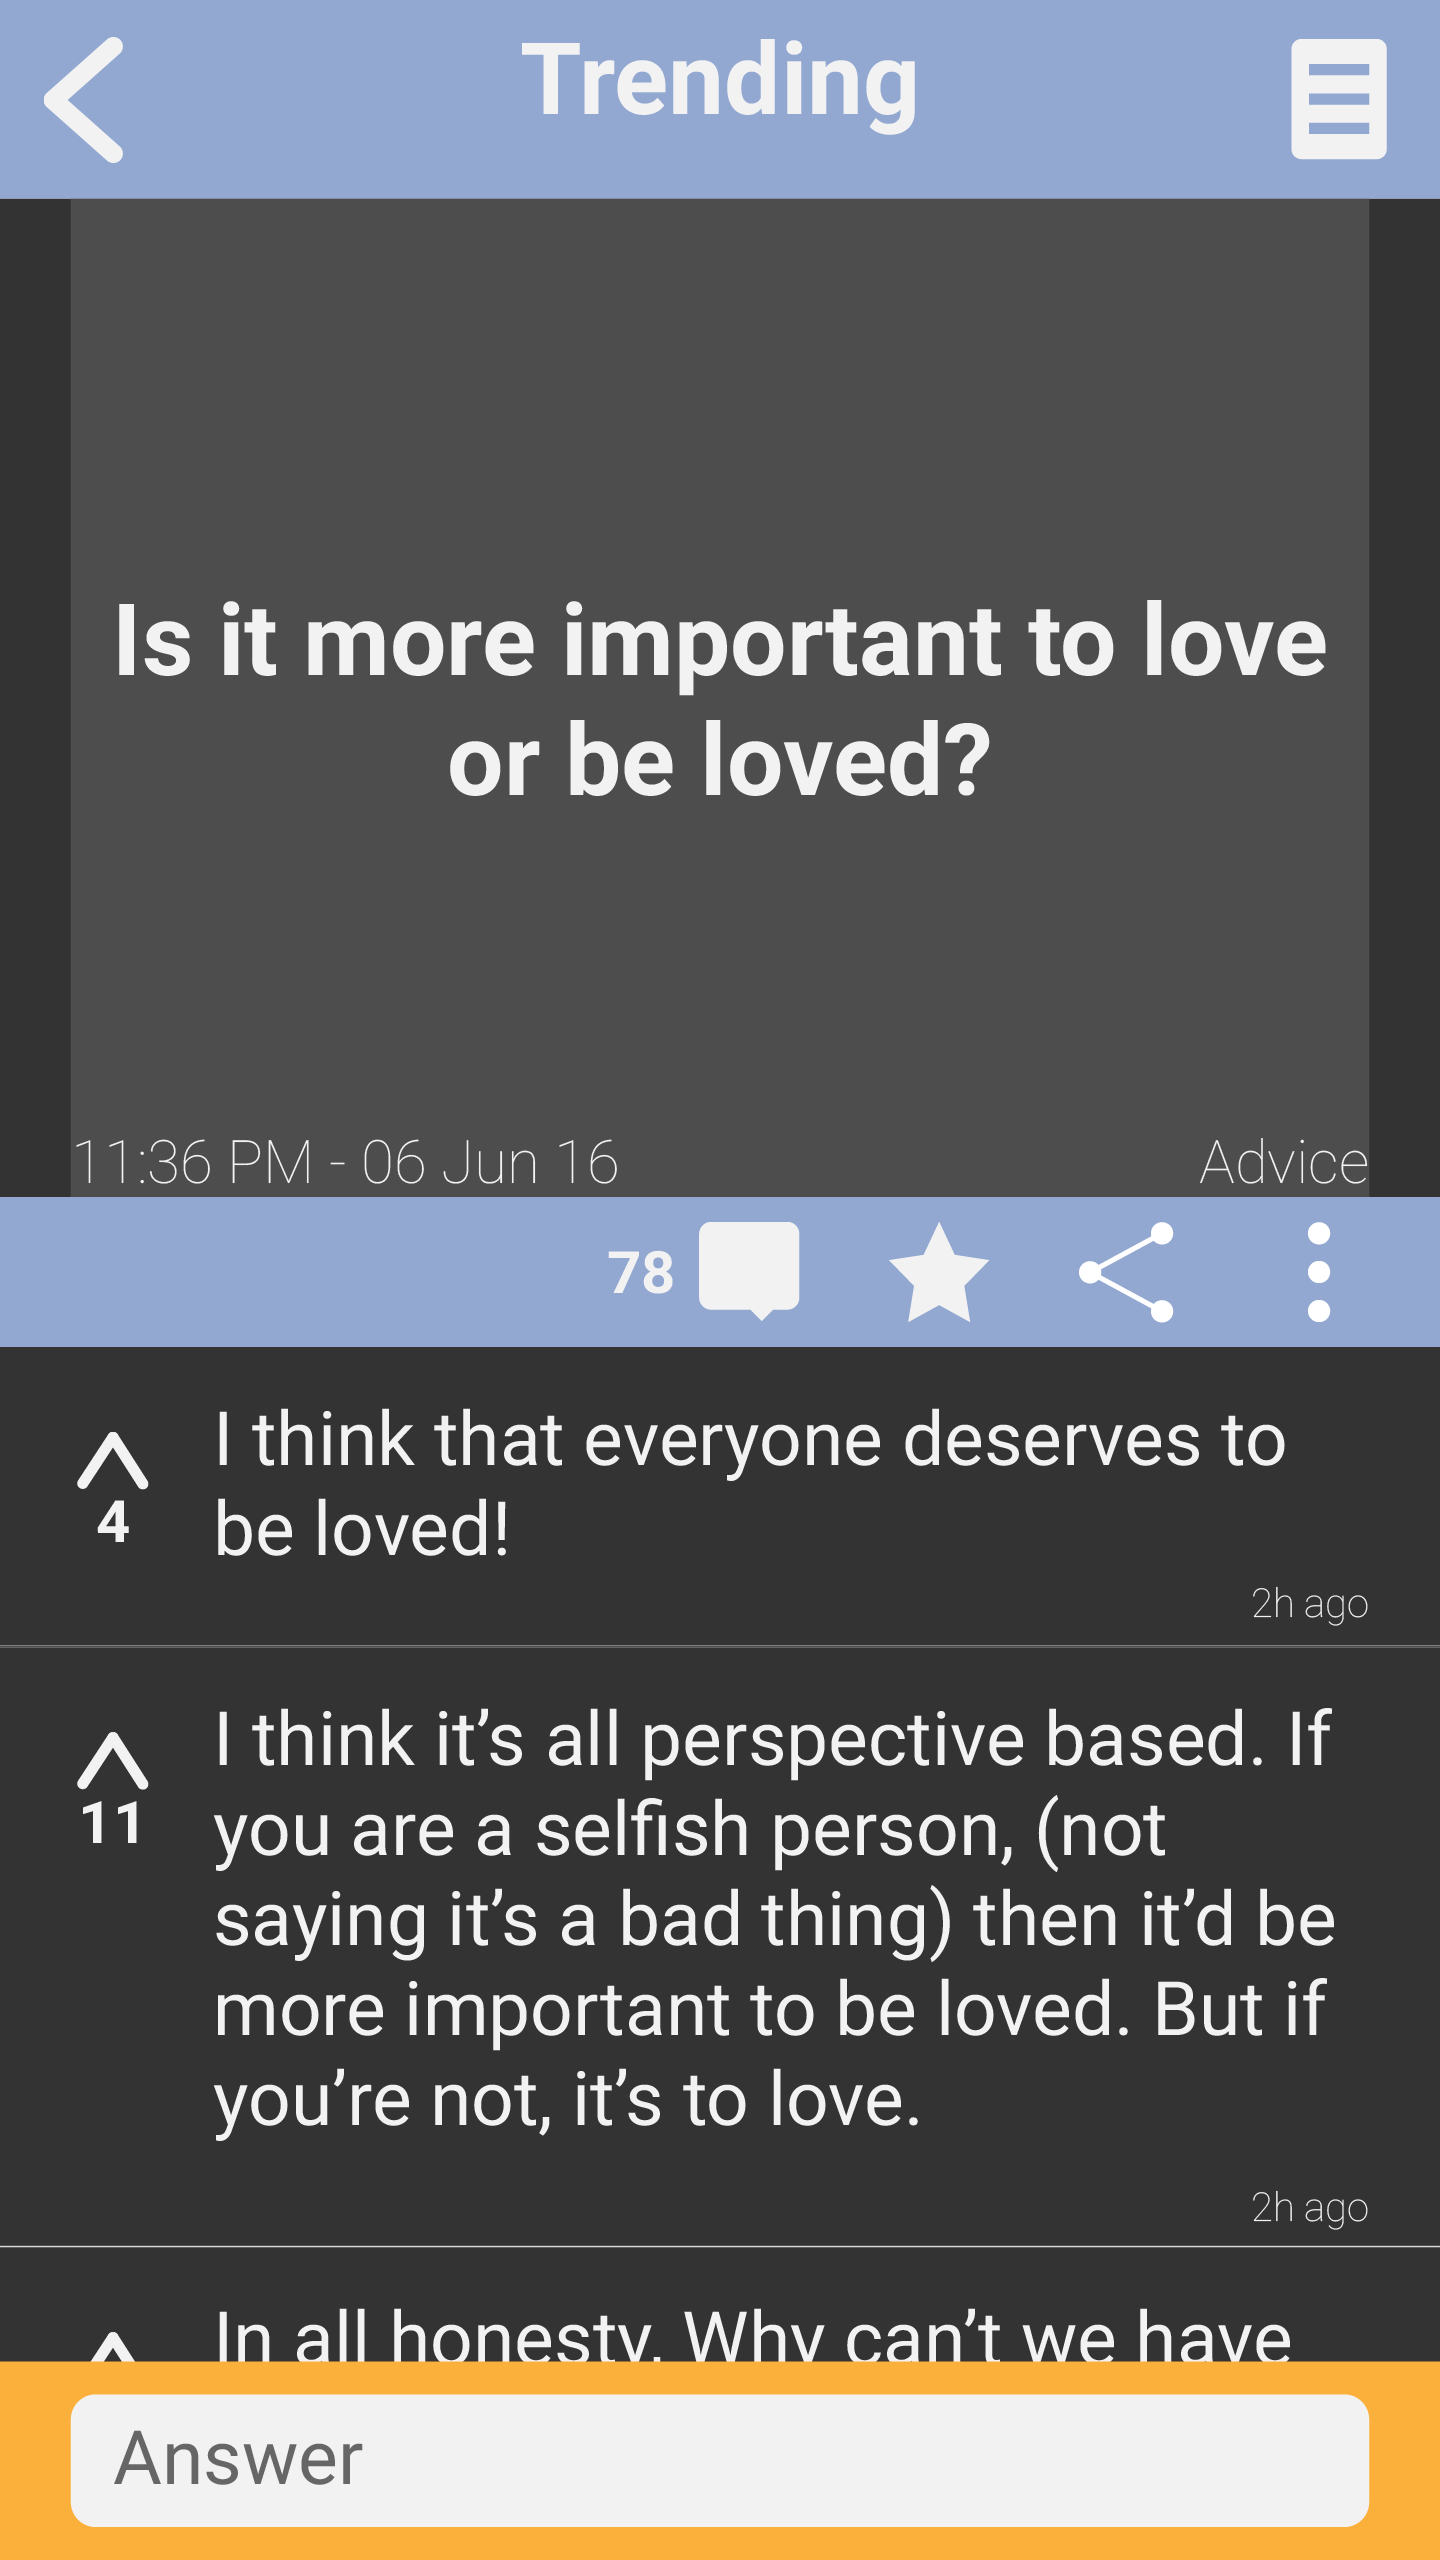 Trending
Is it more important to love
or be loved?
11:36 PM - 06 Jun 16
Advice
78
I think that everyone deserves to
be loved!
4
2h ago
I think it’s all perspective based. If
you are a selfish person, (not
saying it’s a bad thing) then it’d be
more important to be loved. But if
you’re not, it’s to love.
11
2h ago
In all honesty. Why can’t we have
Answer